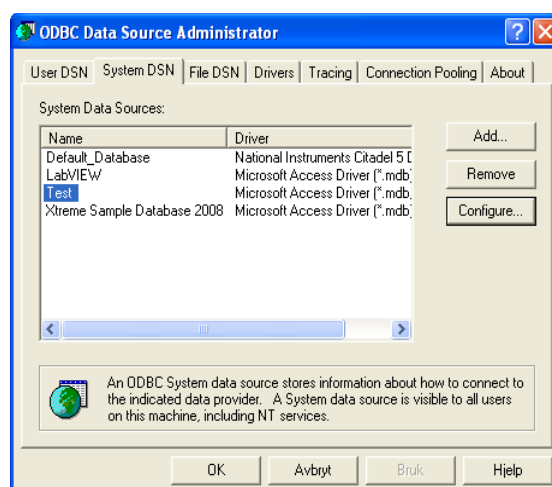 ODBC Data Source Administrator
User DSN System DSN File DSN Drivers Tracing Connection Pooling About
System Data Sources:
Name Driver
Default_Database National Instruments Citadel 5 D
LabVIEW Microsoft Access Driver (*.mdb)
Test Microsoft Access Driver (*.mdb,
Xtreme Sample Database 2008 Microsoft Access Driver (*.mdb)
Add...
Remove
Configure...
An ODBC System data source stores information about how to connect to
the indicated data provider. A System data source is visible to all users
on this machine, including NT services.
OK Avbryt Bruk Hjelp